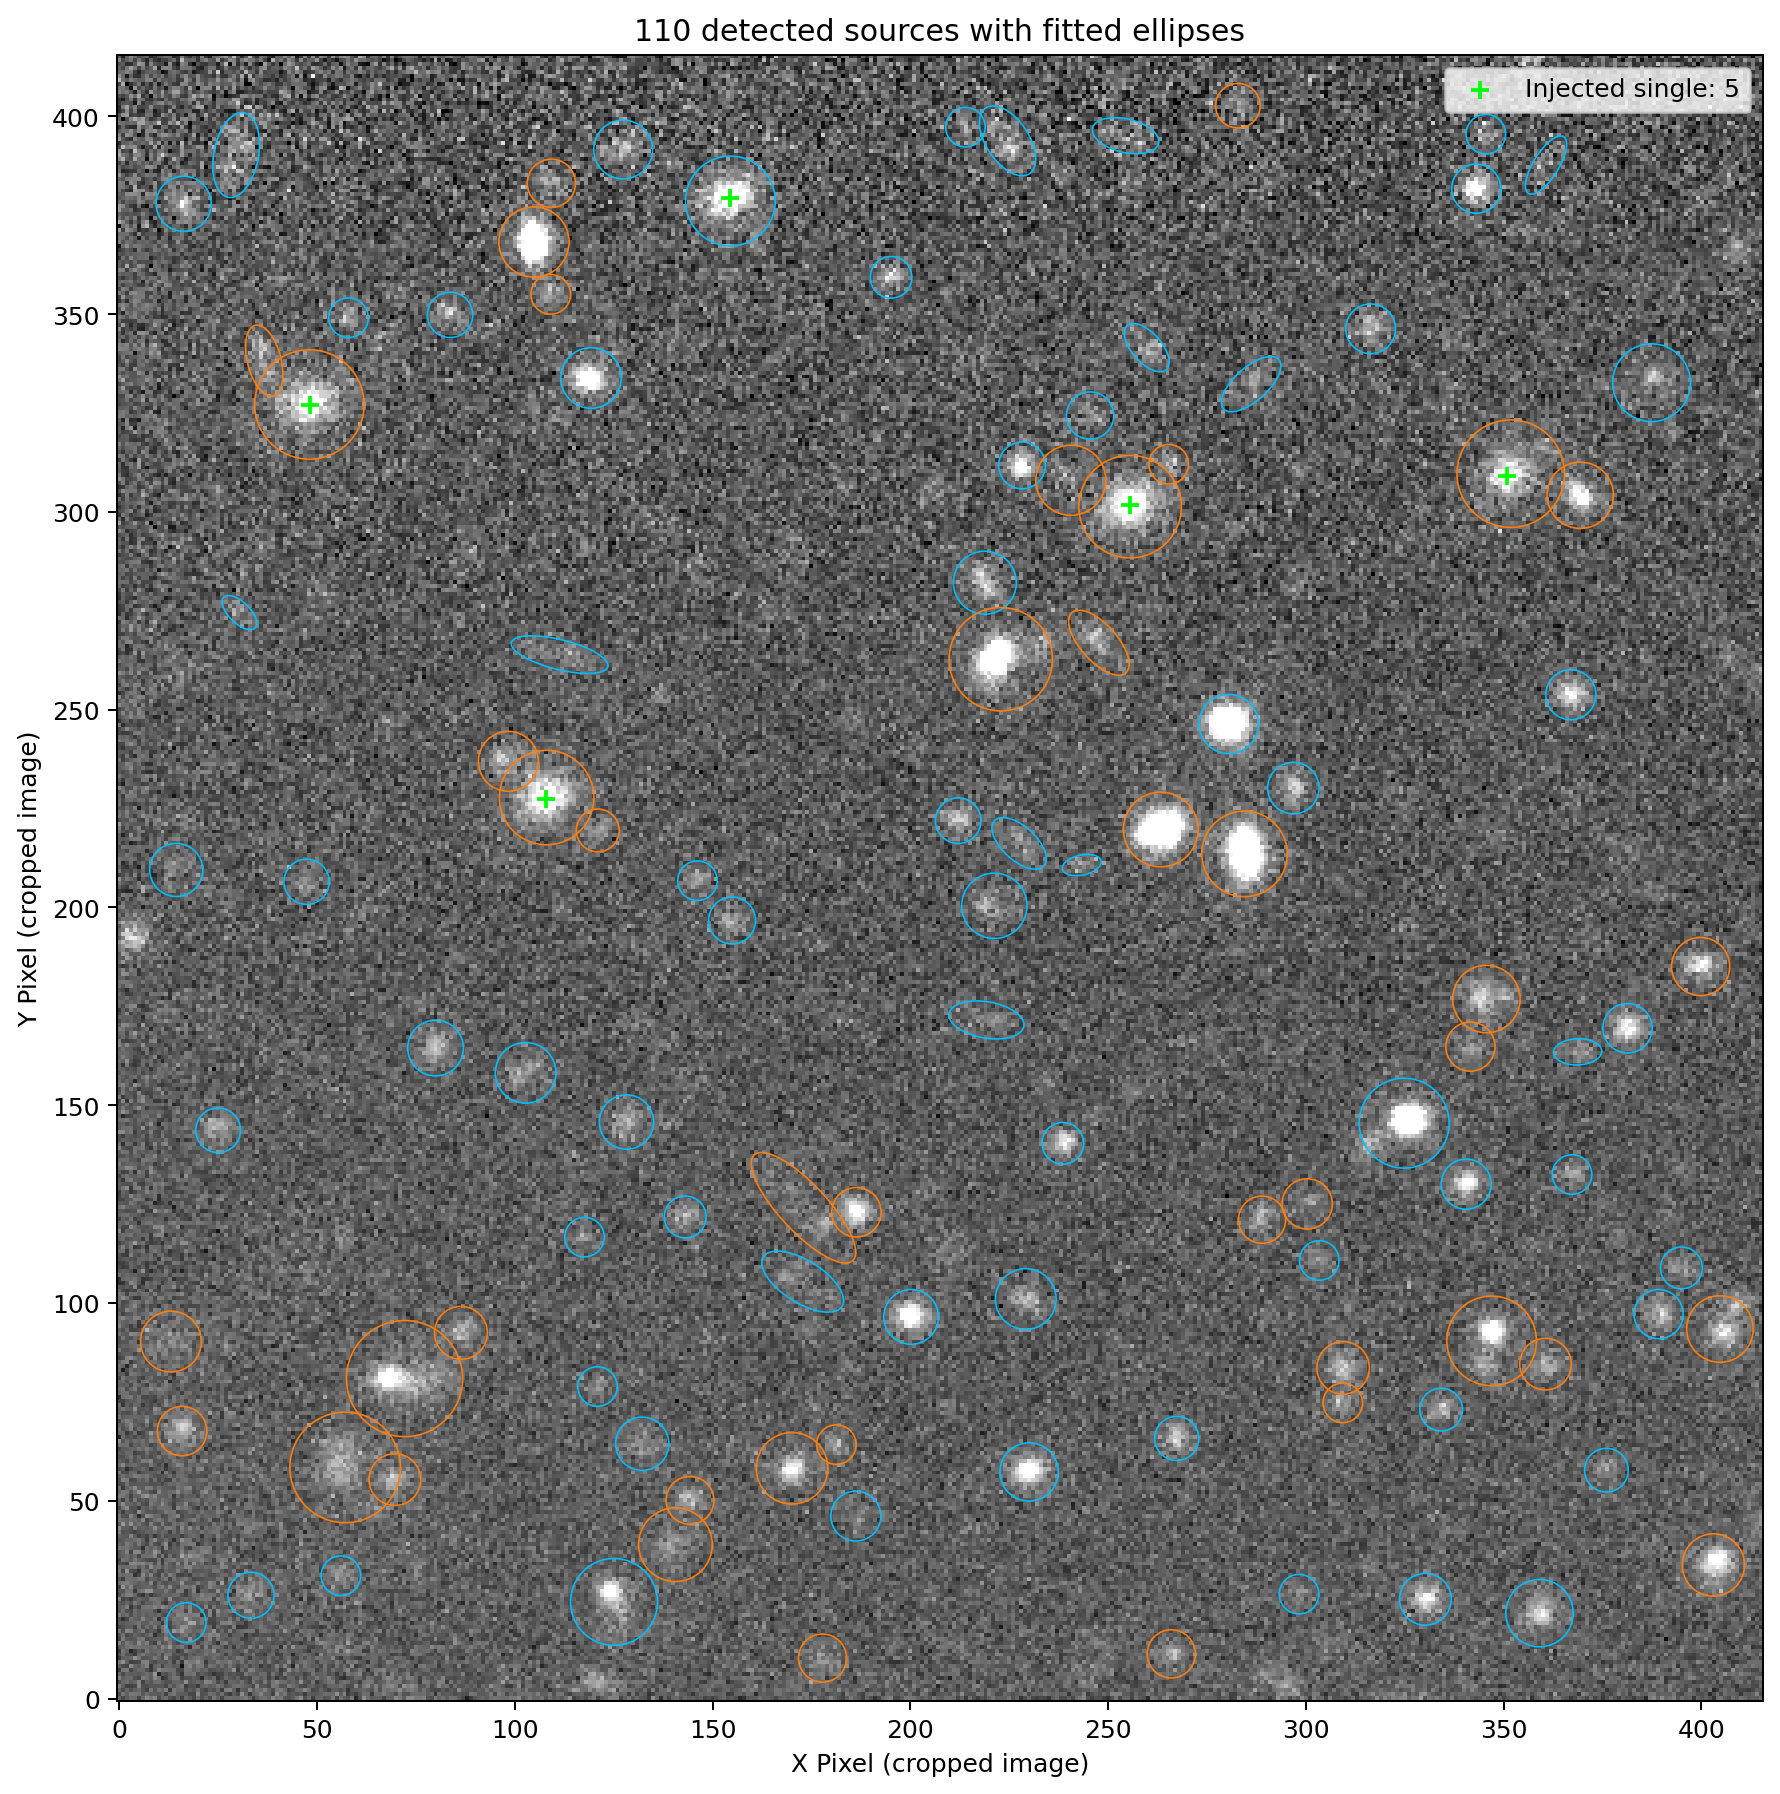 110 detected sources with fitted ellipses
Injected single: 5
400
350
300
250
200
150
100
50
0
Y Pixel (cropped image)
0 50 100 150 200 250 300 350 400
X Pixel (cropped image)